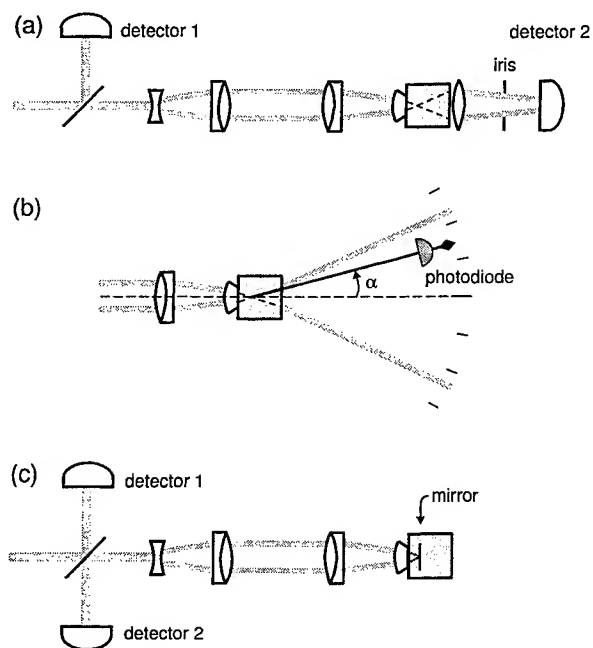 (a)
detector 1
detector 2
iris
(b)
photodiode
α
(c)
detector 1
mirror
detector 2